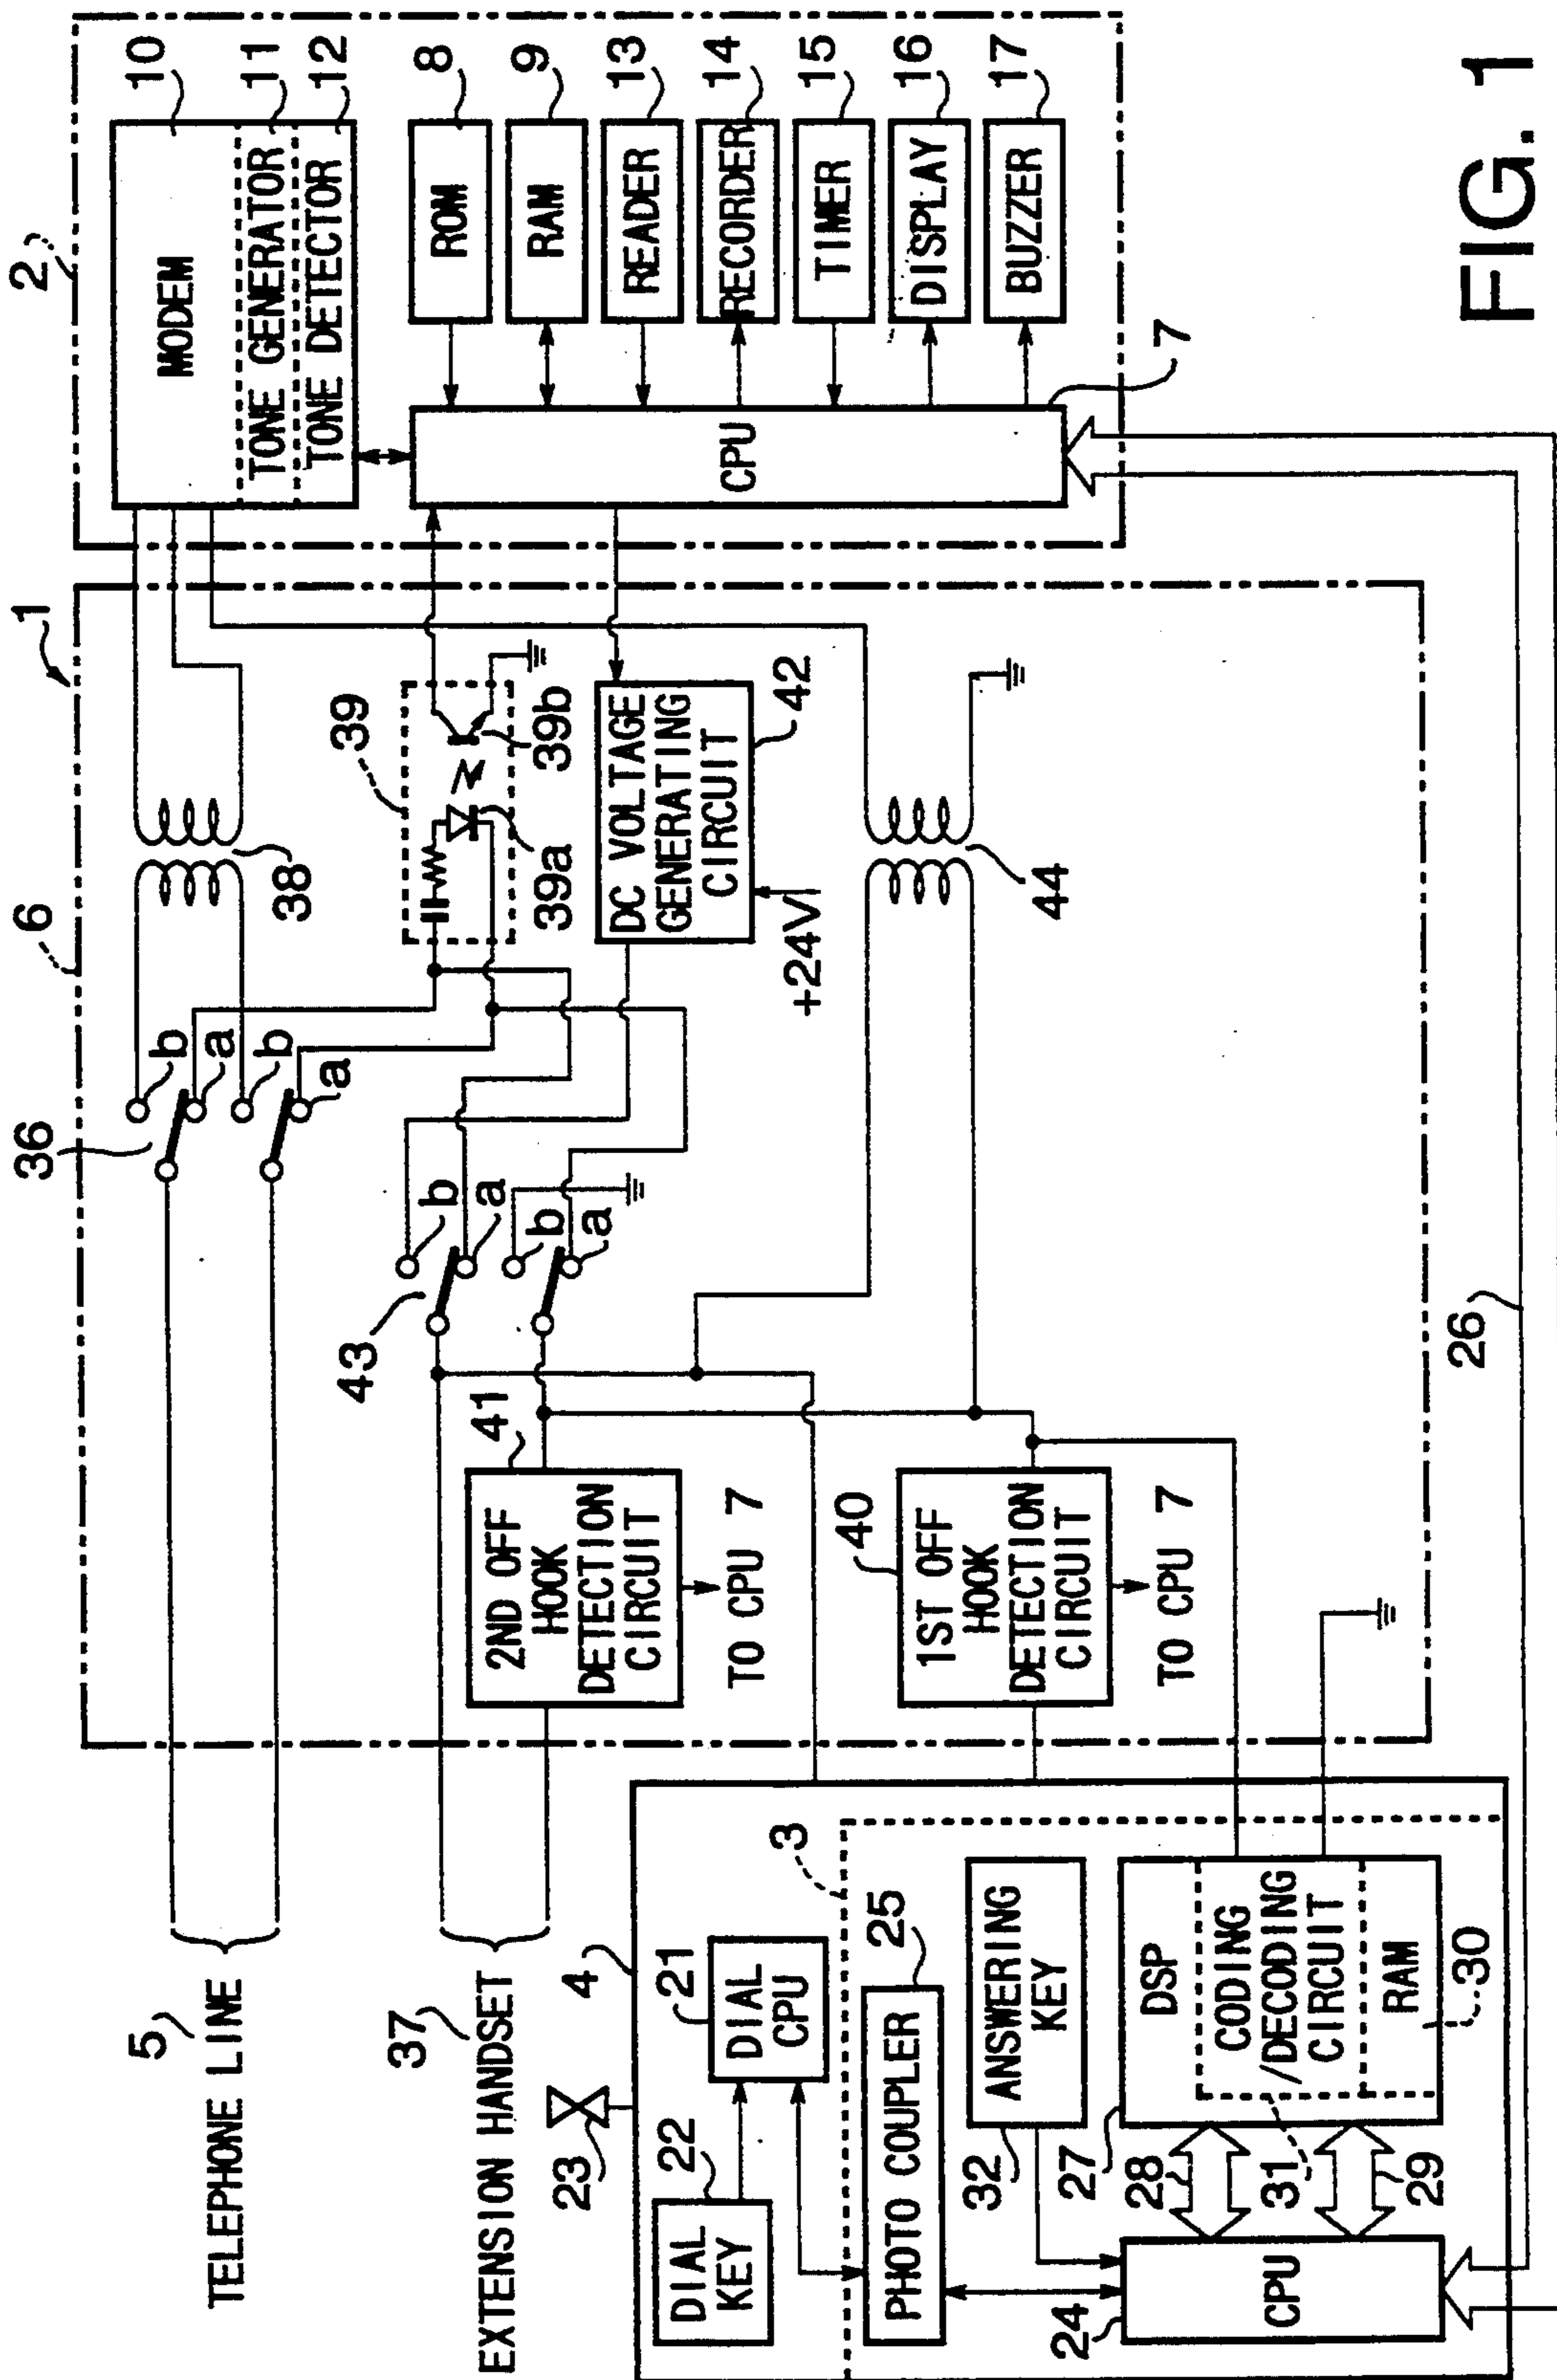 FIG. 1
1
2
6
5
TELEPHONE LINE
37
EXTENSION HANDSET
36
b
a
b
a
38
MODEM
10
TONE GENERATOR
11
TONE DETECTOR
12
39
39a
39b
43
b
a
b
a
DC VOLTAGE
GENERATING
CIRCUIT
42
+24V
44
41
2ND OFF
HOOK
DETECTION
CIRCUIT
TO CPU 7
40
1ST OFF
HOOK
DETECTION
CIRCUIT
TO CPU 7
CPU
7
ROM
8
RAM
9
READER
13
RECORDER
14
TIMER
15
DISPLAY
16
BUZZER
17
4
23
DIAL
KEY
22
DIAL
CPU
21
3
PHOTO COUPLER
25
ANSWERING
KEY
32
DSP
27
CODING
/DECODING
CIRCUIT
31
RAM
30
28
29
CPU
24
26